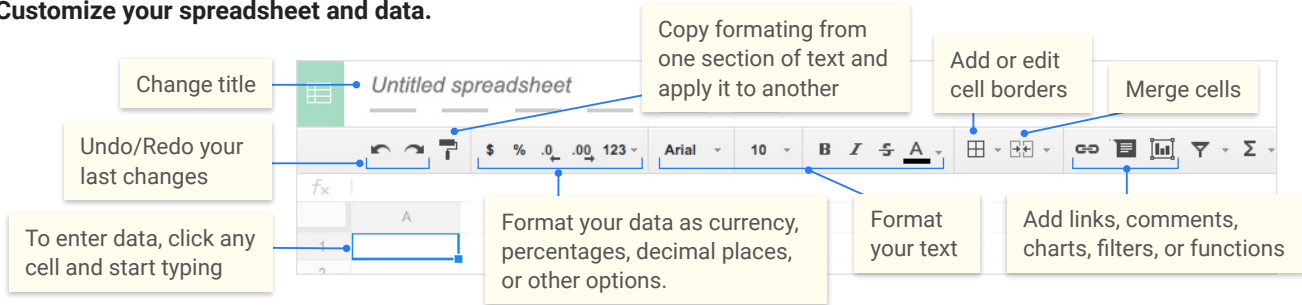 Customize your spreadsheet and data.
Copy formating from
one section of text and
apply it to another
Add or edit
cell borders
Change title
Untitled spreadsheet
Merge cells
Undo/Redo your
last changes
$ % .0 .00 123
Arial
10
B I S A
Σ
fx
A
To enter data, click any
cell and start typing
1
2
Format your data as currency,
percentages, decimal places,
or other options.
Format
your text
Add links, comments,
charts, filters, or functions